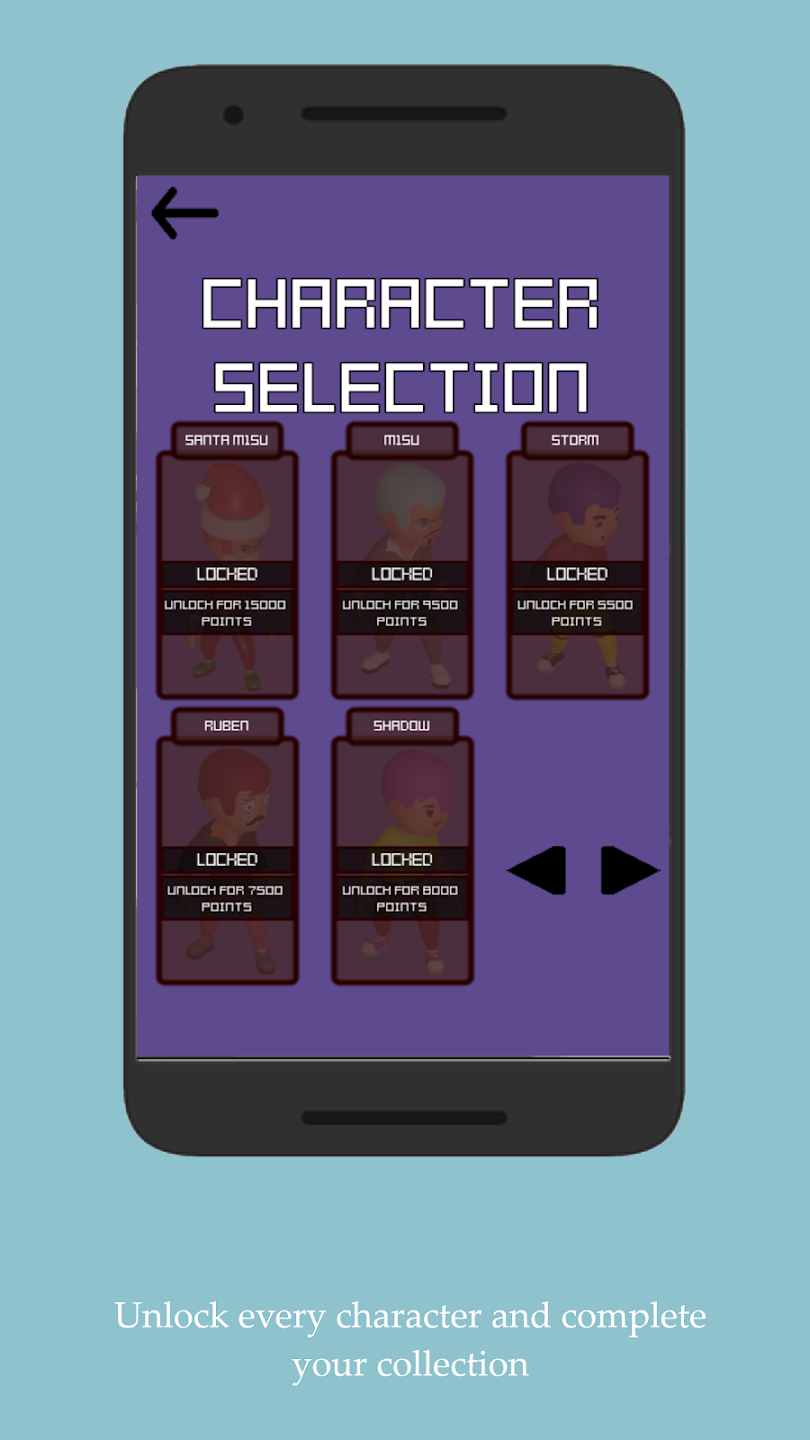 CHARACTER
SELECTION
SANTA M1SU
M1SU
STORM
LOCKED
LOCKED
LOCKED
UNLOCK FOR 15000
POINTS
UNLOCK FOR 9500
POINTS
UNLOCK FOR 5500
POINTS
RUBEN
SHADOW
LOCKED
LOCKED
UNLOCK FOR 7500
POINTS
UNLOCK FOR 8000
POINTS
Unlock every character and complete
your collection